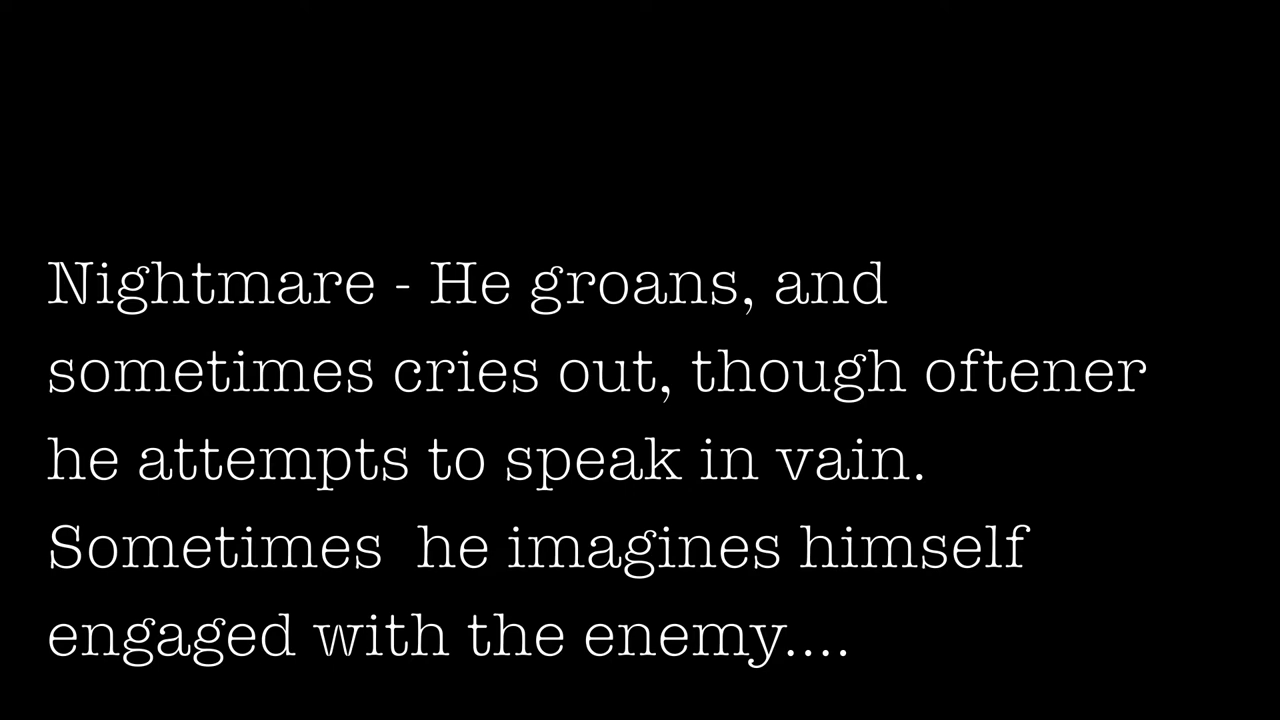 Nightmare - He groans, and
sometimes cries out, though oftener
he attempts to speak in vain.
Sometimes  he imagines himself
engaged with the enemy....